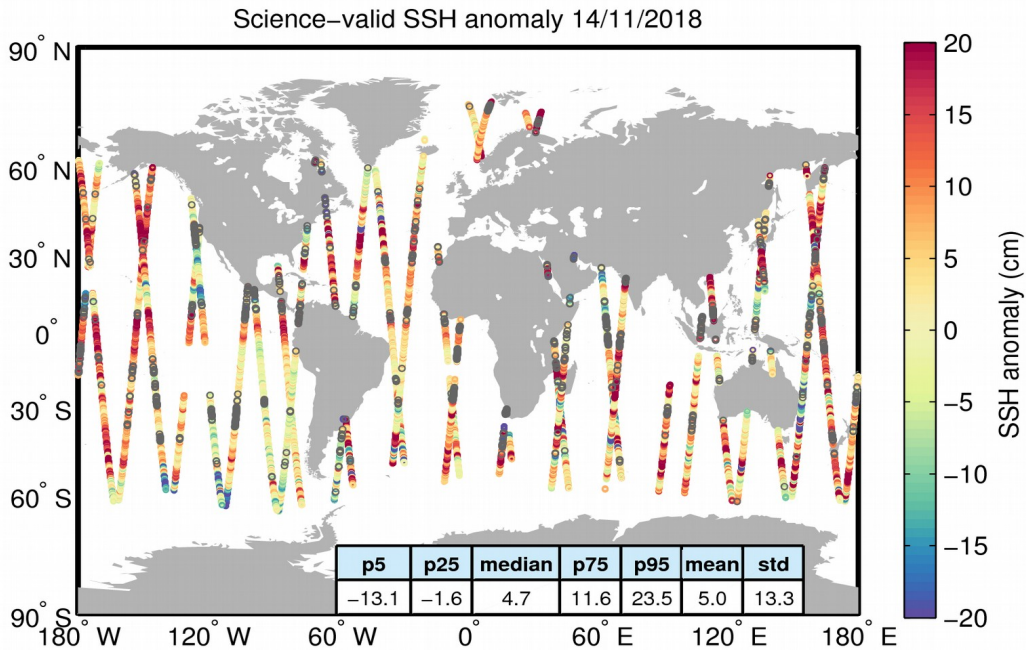 Science−valid SSH anomaly 14/11/2018
90° N
60° N
30° N
0°
30° S
60° S
90° S
180° W
120° W
60° W
0°
60° E
120° E
180° E
p5 p25 median p75 p95 mean std
−13.1 −1.6 4.7 11.6 23.5 5.0 13.3
20
15
10
5
0
−5
−10
−15
−20
SSH anomaly (cm)